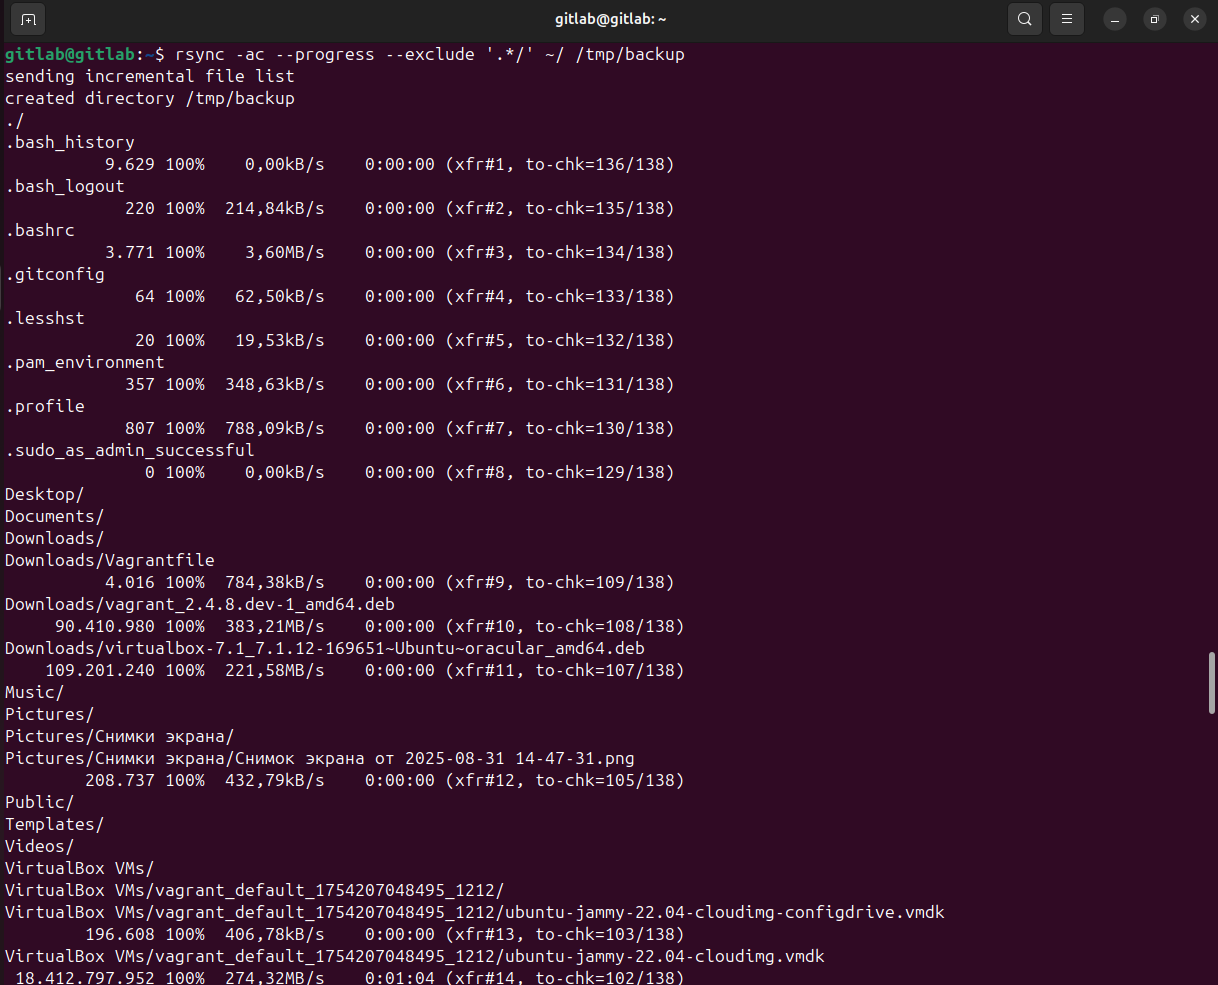 gitlab@gitlab: ~
gitlab@gitlab:~$ rsync -ac --progress --exclude '.*/' ~/ /tmp/backup
sending incremental file list
created directory /tmp/backup
./
.bash_history
9.629 100%    0,00kB/s    0:00:00 (xfr#1, to-chk=136/138)
.bash_logout
220 100%  214,84kB/s    0:00:00 (xfr#2, to-chk=135/138)
.bashrc
3.771 100%    3,60MB/s    0:00:00 (xfr#3, to-chk=134/138)
.gitconfig
64 100%   62,50kB/s    0:00:00 (xfr#4, to-chk=133/138)
.lesshst
20 100%   19,53kB/s    0:00:00 (xfr#5, to-chk=132/138)
.pam_environment
357 100%  348,63kB/s    0:00:00 (xfr#6, to-chk=131/138)
.profile
807 100%  788,09kB/s    0:00:00 (xfr#7, to-chk=130/138)
.sudo_as_admin_successful
0 100%    0,00kB/s    0:00:00 (xfr#8, to-chk=129/138)
Desktop/
Documents/
Downloads/
Downloads/Vagrantfile
4.016 100%  784,38kB/s    0:00:00 (xfr#9, to-chk=109/138)
Downloads/vagrant_2.4.8.dev-1_amd64.deb
90.410.980 100%  383,21MB/s    0:00:00 (xfr#10, to-chk=108/138)
Downloads/virtualbox-7.1_7.1.12-169651~Ubuntu~oracular_amd64.deb
109.201.240 100%  221,58MB/s    0:00:00 (xfr#11, to-chk=107/138)
Music/
Pictures/
Pictures/Снимки экрана/
Pictures/Снимки экрана/Снимок экрана от 2025-08-31 14-47-31.png
208.737 100%  432,79kB/s    0:00:00 (xfr#12, to-chk=105/138)
Public/
Templates/
Videos/
VirtualBox VMs/
VirtualBox VMs/vagrant_default_1754207048495_1212/
VirtualBox VMs/vagrant_default_1754207048495_1212/ubuntu-jammy-22.04-cloudimg-configdrive.vmdk
196.608 100%  406,78kB/s    0:00:00 (xfr#13, to-chk=103/138)
VirtualBox VMs/vagrant_default_1754207048495_1212/ubuntu-jammy-22.04-cloudimg.vmdk
18.412.797.952 100%  274,32MB/s    0:01:04 (xfr#14, to-chk=102/138)